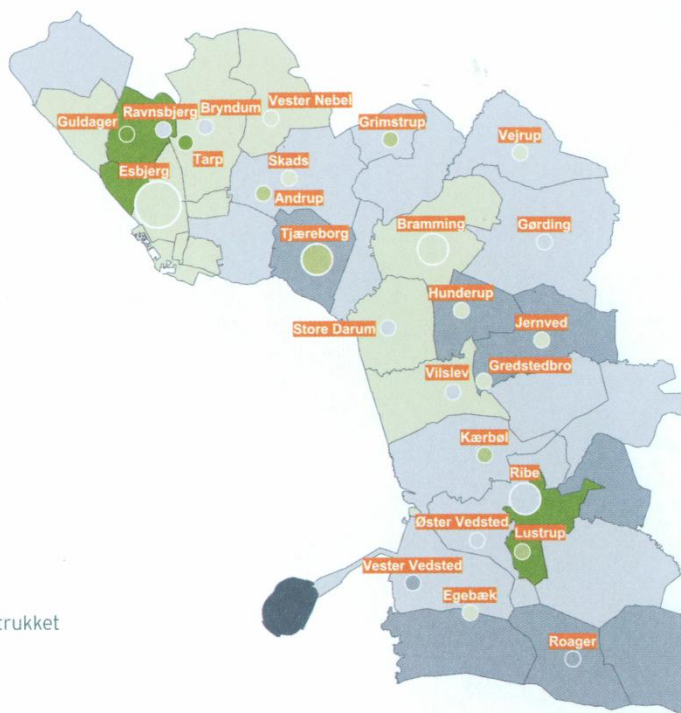 Vester Nebel
Ravnsbjerg
Bryndum
Guldager
Grimstrup
Vejrup
Tarp
Skads
Esbjerg
Andrup
Tjæreborg
Bramming
Gørding
Hunderup
Jernved
Store Darum
Gredstedbro
Vilslev
Kærbøl
Ribe
Øster Vedsted
Lustrup
Vester Vedsted
Egebæk
trukket
Roager